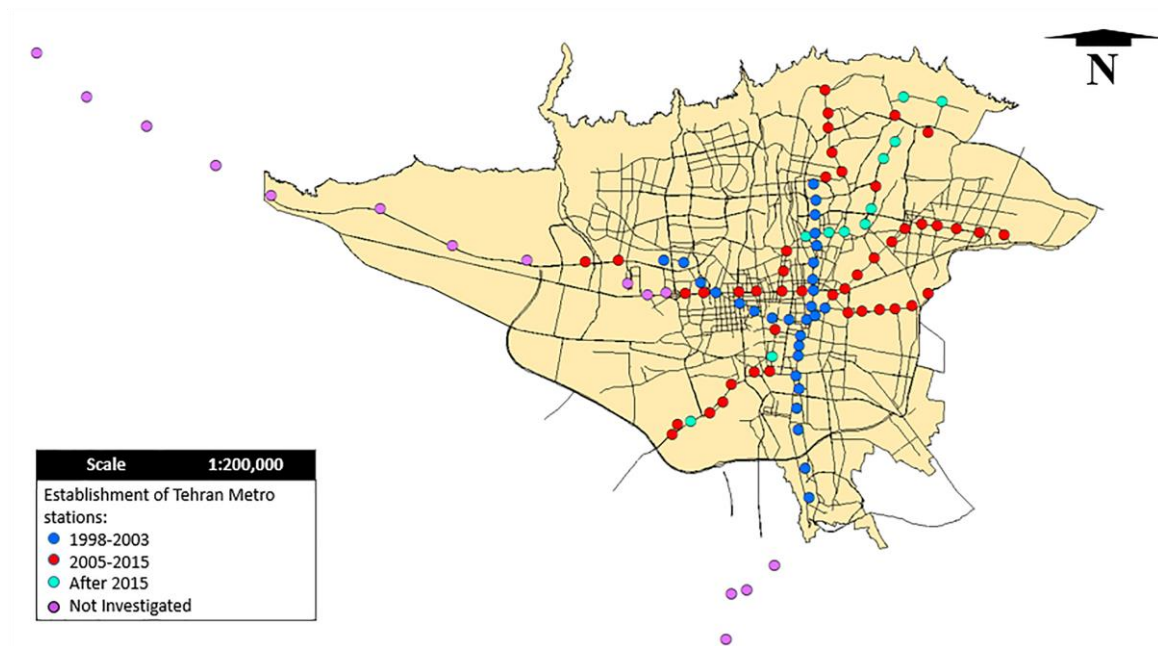 N
Scale 1:200,000
Establishment of Tehran Metro
stations:
1998-2003
2005-2015
After 2015
Not Investigated